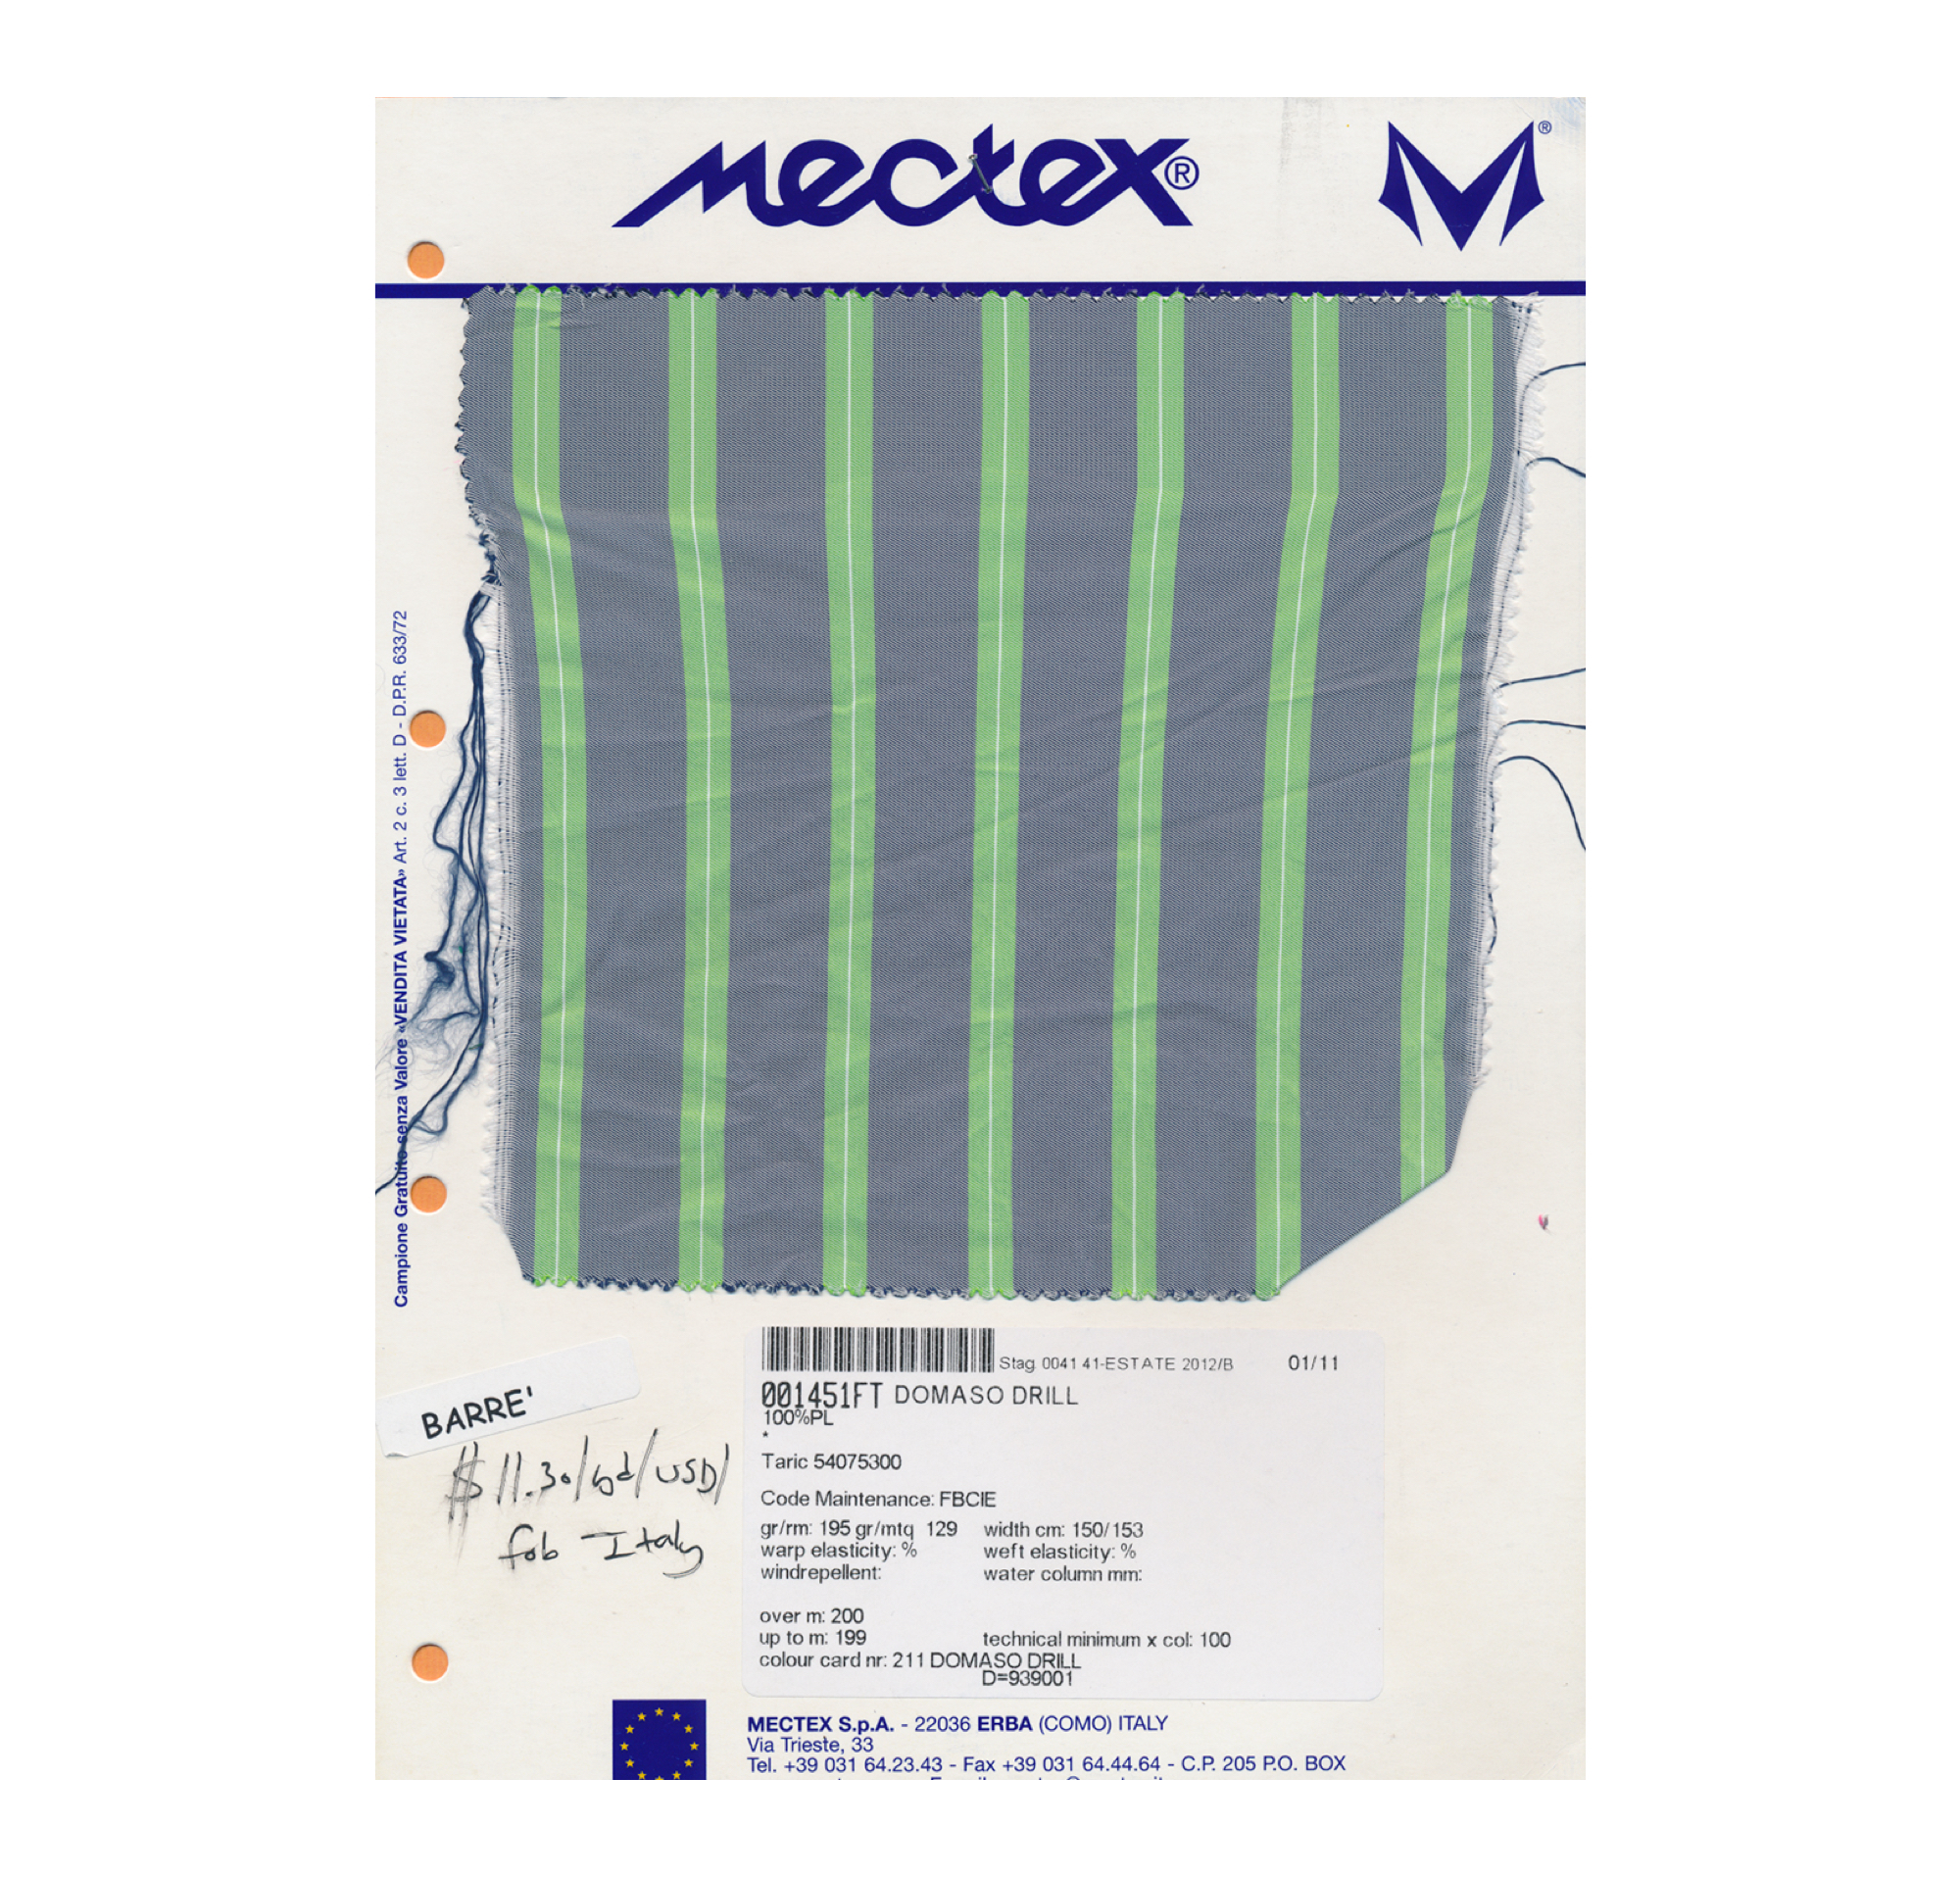 mectex®
®
Campione Gratuito senza Valore «VENDITA VIETATA» Art. 2 c. 3 lett. D - D.P.R. 633/72
Stag. 0041 41-ESTATE 2012/B 01/11
001451FT DOMASO DRILL
100%PL
*
Taric 54075300
Code Maintenance: FBCIE
gr/rm: 195 gr/mtq 129 width cm: 150/153
warp elasticity: % weft elasticity: %
windrepellent: water column mm:
over m: 200
up to m: 199 technical minimum x col: 100
colour card nr: 211 DOMASO DRILL
D=939001
BARRE'
$11.30/yd/USD/
fob Italy
MECTEX S.p.A. - 22036 ERBA (COMO) ITALY
Via Trieste, 33
Tel. +39 031 64.23.43 - Fax +39 031 64.44.64 - C.P. 205 P.O. BOX